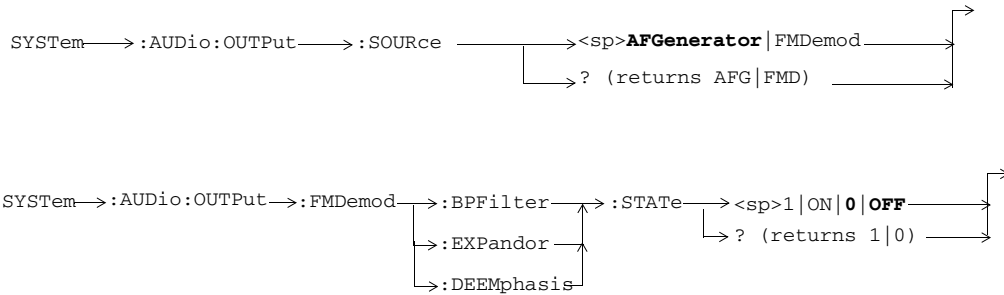 SYSTem :AUDio:OUTPut :SOURce <sp>AFGenerator|FMDemod
? (returns AFG|FMD)
SYSTem :AUDio:OUTPut :FMDemod :BPFilter :STATe <sp>1|ON|0|OFF
:EXPandor ? (returns 1|0)
:DEEMphasis